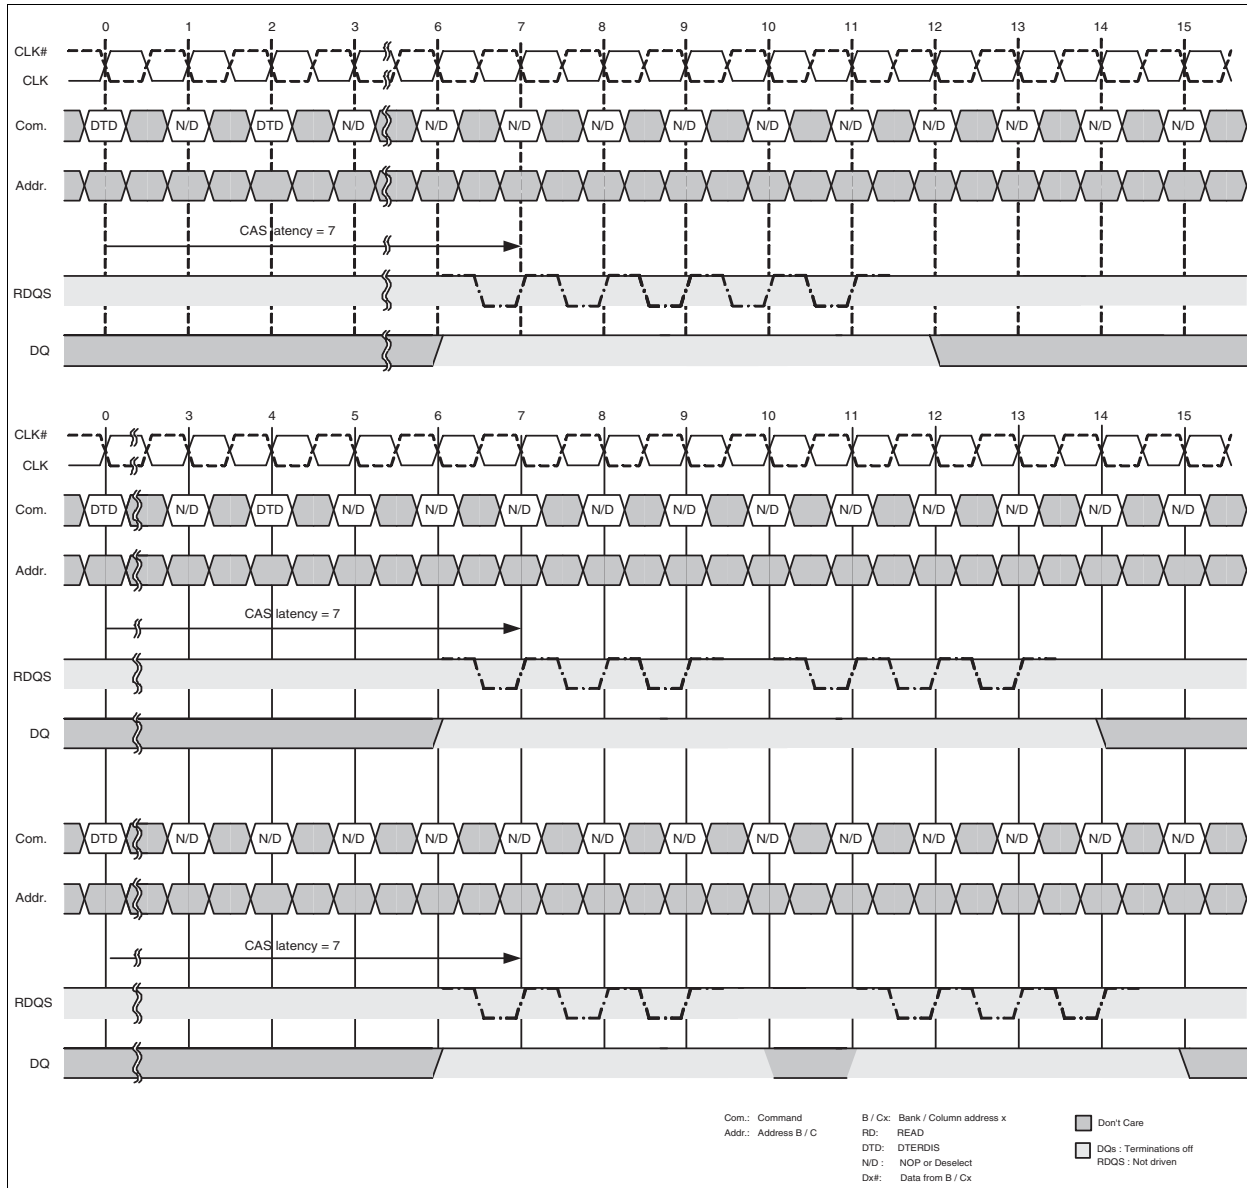 0 1 2 3 6 7 8 9 10 11 12 13 14 15
CLK#
CLK
Com. DTD N/D DTD N/D N/D N/D N/D N/D N/D N/D N/D N/D N/D N/D
Addr.
CAS latency = 7
RDQS
DQ
0 3 4 5 6 7 8 9 10 11 12 13 14 15
CLK#
CLK
Com. DTD N/D DTD N/D N/D N/D N/D N/D N/D N/D N/D N/D N/D N/D
Addr.
CAS latency = 7
RDQS
DQ
Com. DTD N/D N/D N/D N/D N/D N/D N/D N/D N/D N/D N/D N/D N/D
Addr.
CAS latency = 7
RDQS
DQ
Com.: Command
Addr.: Address B / C
B / Cx: Bank / Column address x
RD: READ
DTD: DTERDIS
N/D : NOP or Deselect
Dx#: Data from B / Cx
Don't Care
DQs : Terminations off
RDQS : Not driven